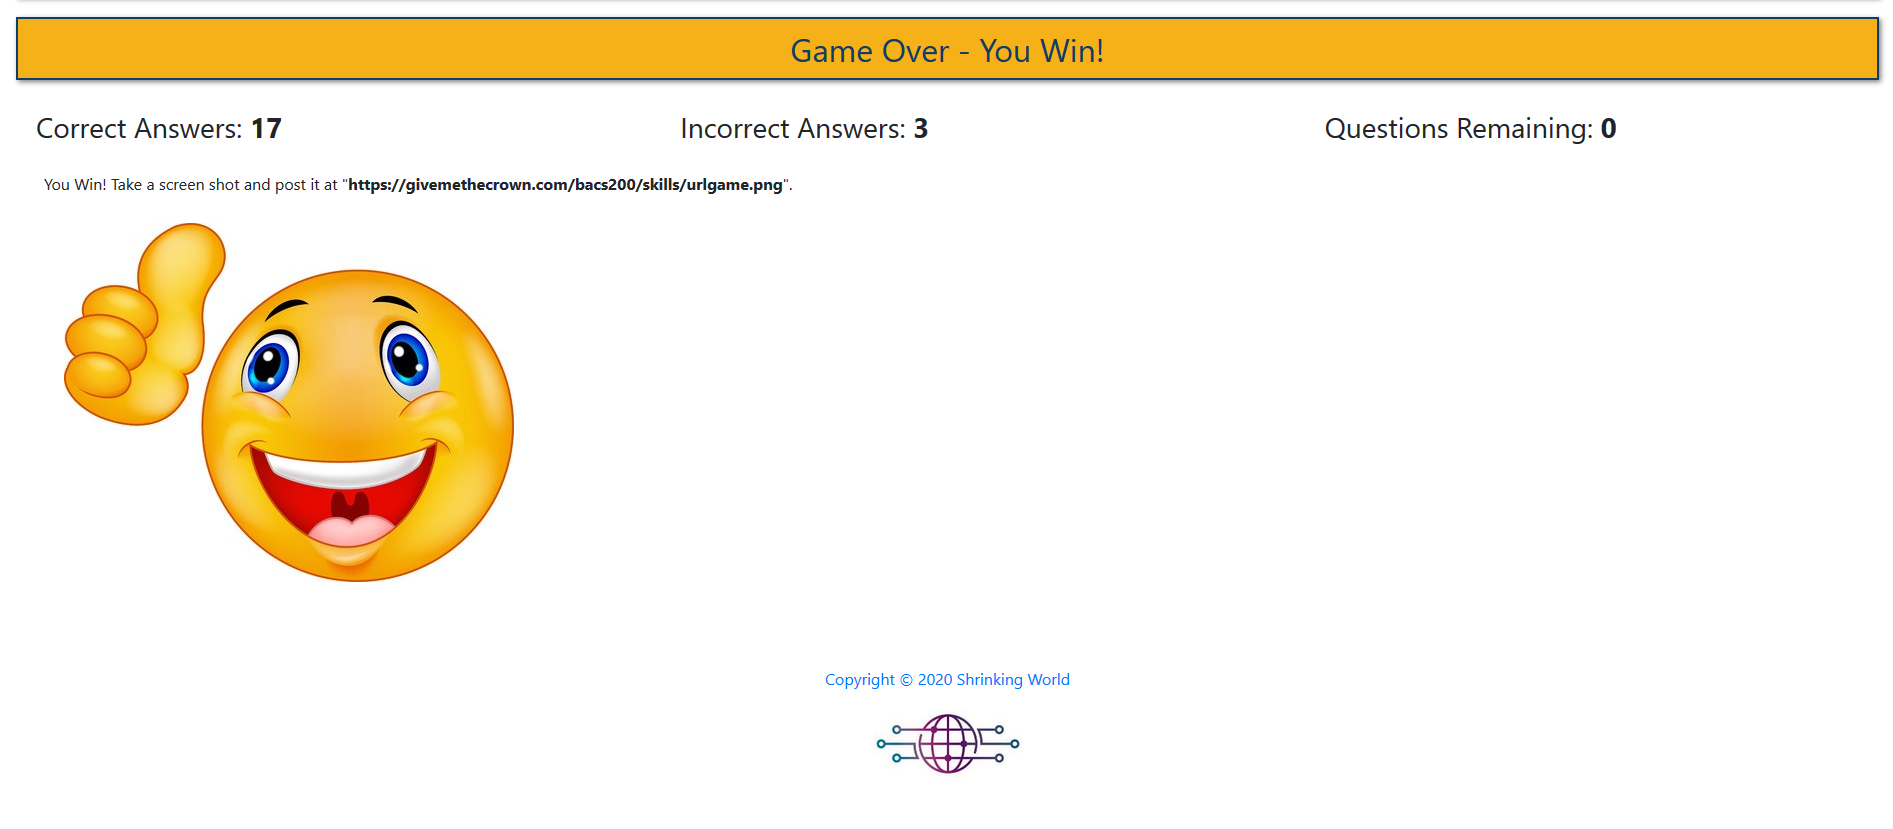 Game Over - You Win!
Correct Answers: 17
Incorrect Answers: 3
Questions Remaining: 0
You Win! Take a screen shot and post it at "https://givemethecrown.com/bacs200/skills/urlgame.png".
Copyright © 2020 Shrinking World